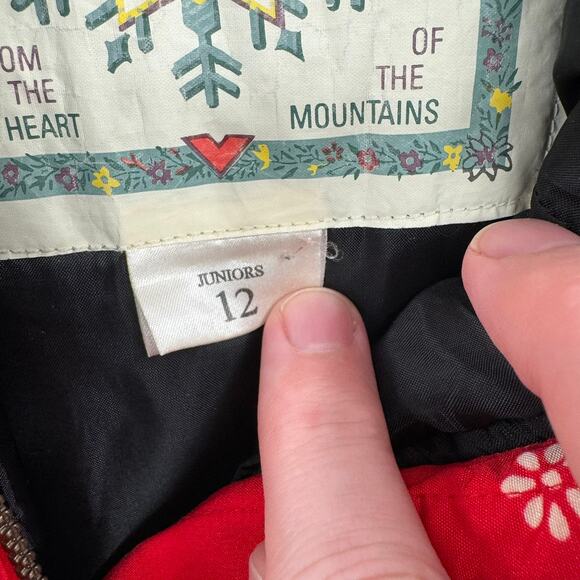 OM
THE
HEART
OF
THE
MOUNTAINS
JUNIORS
12